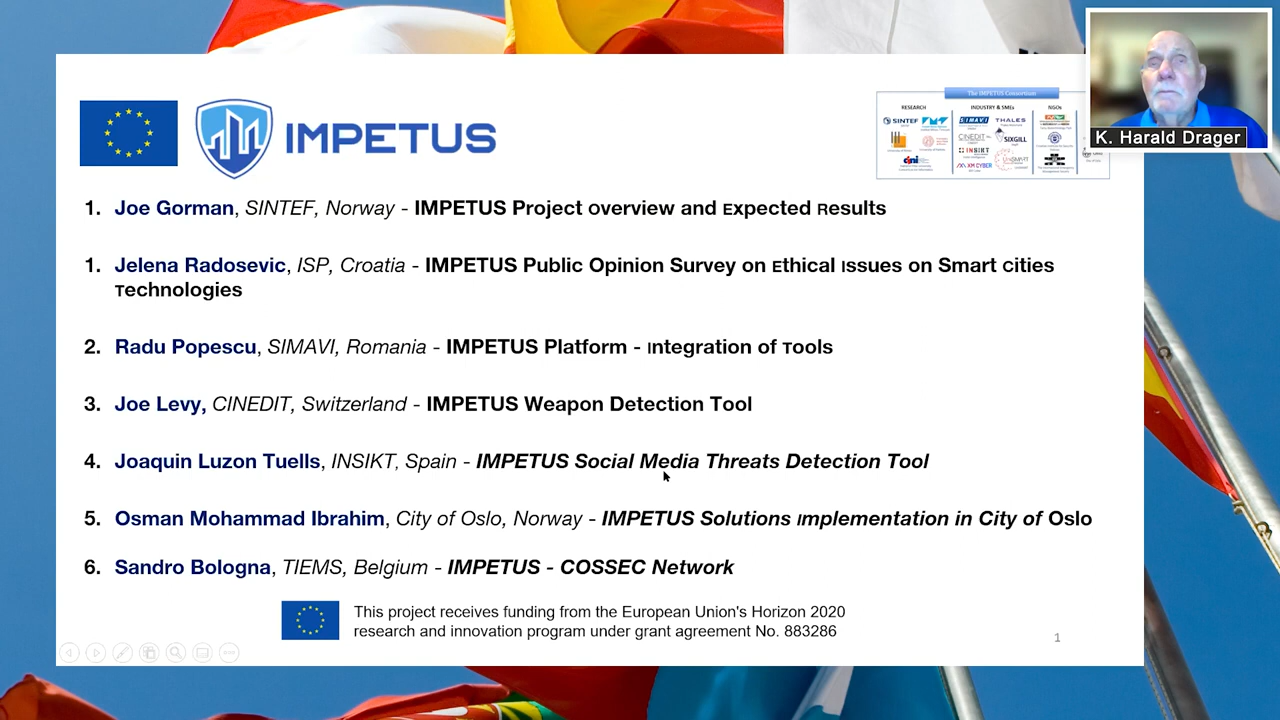 K. Harald Drager
IMPETUS
The IMPETUS Consortium
RESEARCH
INDUSTRY & SMEs
NGOs
SINTEF
SIMAVI
THALES
CINEDIT
SIXGILL
INSIKT
XM CYBER
cini
1. Joe Gorman, SINTEF, Norway - IMPETUS Project Overview and Expected Results
1. Jelena Radosevic, ISP, Croatia - IMPETUS Public Opinion Survey on Ethical Issues on Smart Cities
Technologies
2. Radu Popescu, SIMAVI, Romania - IMPETUS Platform - Integration of Tools
3. Joe Levy, CINEDIT, Switzerland - IMPETUS Weapon Detection Tool
4. Joaquin Luzon Tuells, INSIKT, Spain - IMPETUS Social Media Threats Detection Tool
5. Osman Mohammad Ibrahim, City of Oslo, Norway - IMPETUS Solutions Implementation in City of Oslo
6. Sandro Bologna, TIEMS, Belgium - IMPETUS - COSSEC Network
This project receives funding from the European Union's Horizon 2020
research and innovation program under grant agreement No. 883286
1